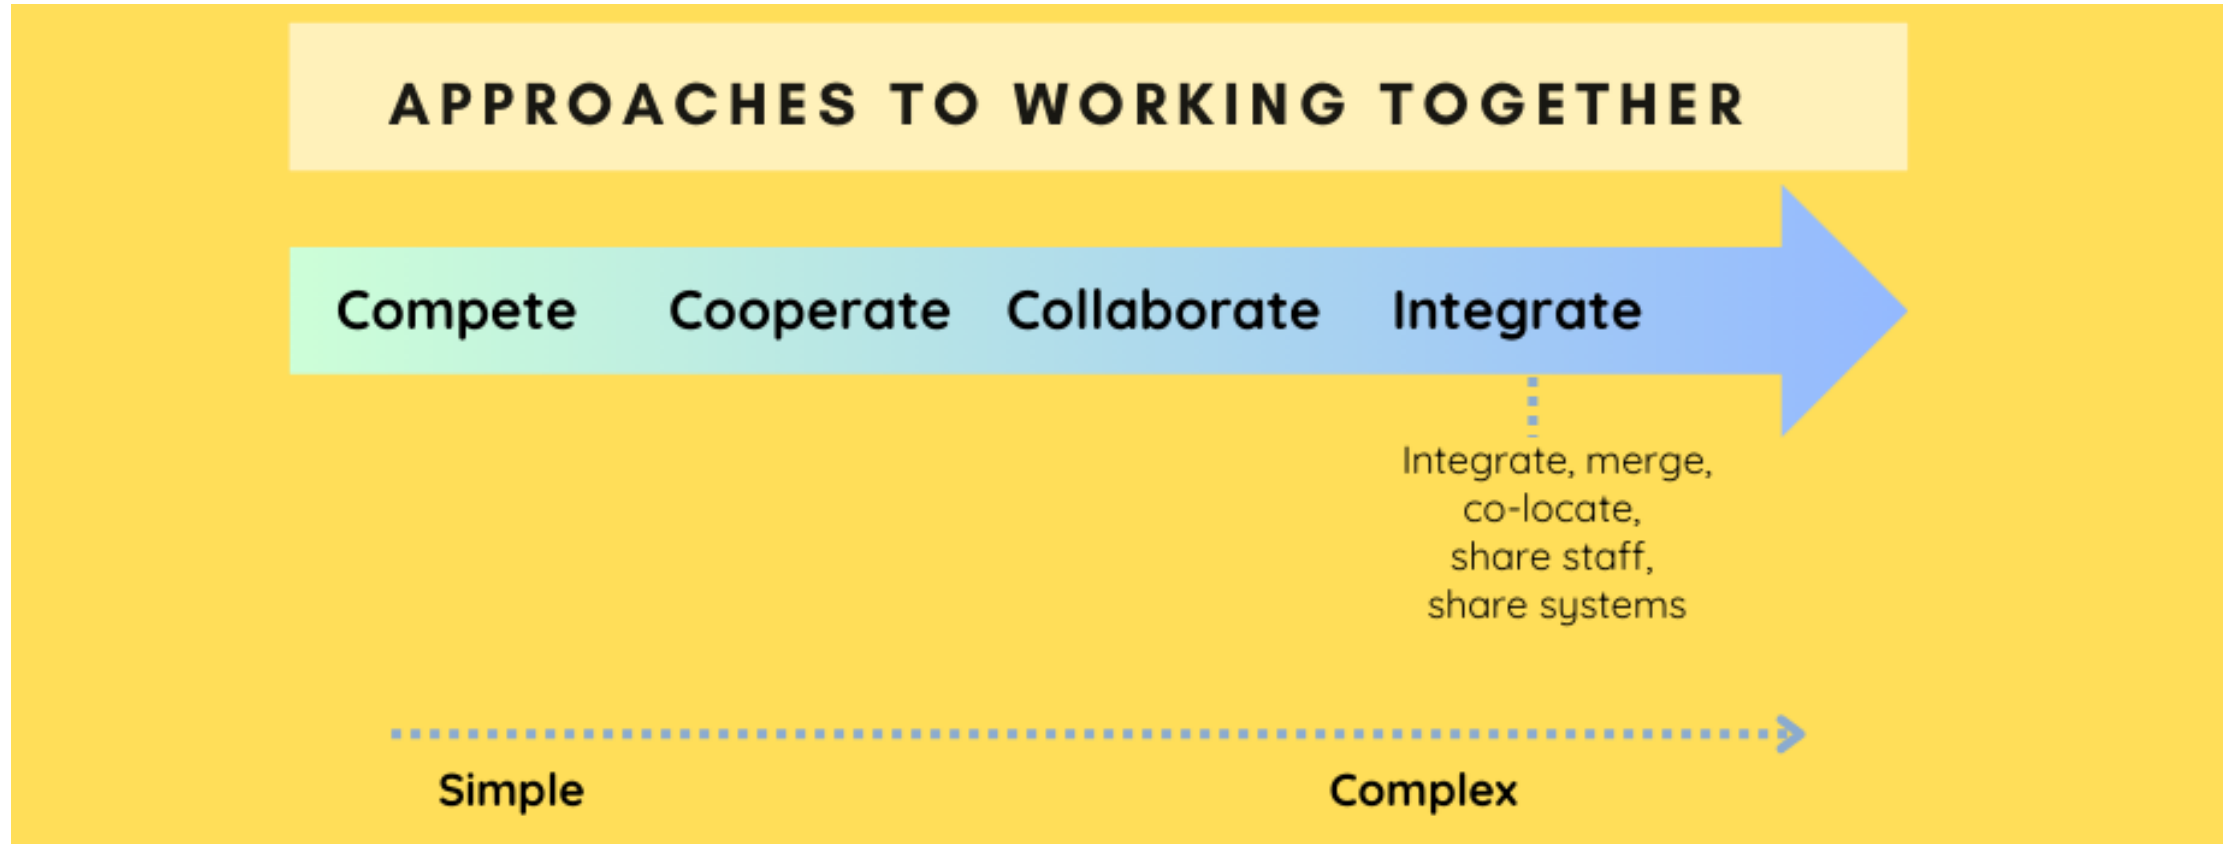 APPROACHES TO WORKING TOGETHER
Compete Cooperate Collaborate Integrate
Integrate, merge,
co-locate,
share staff,
share systems
Simple Complex